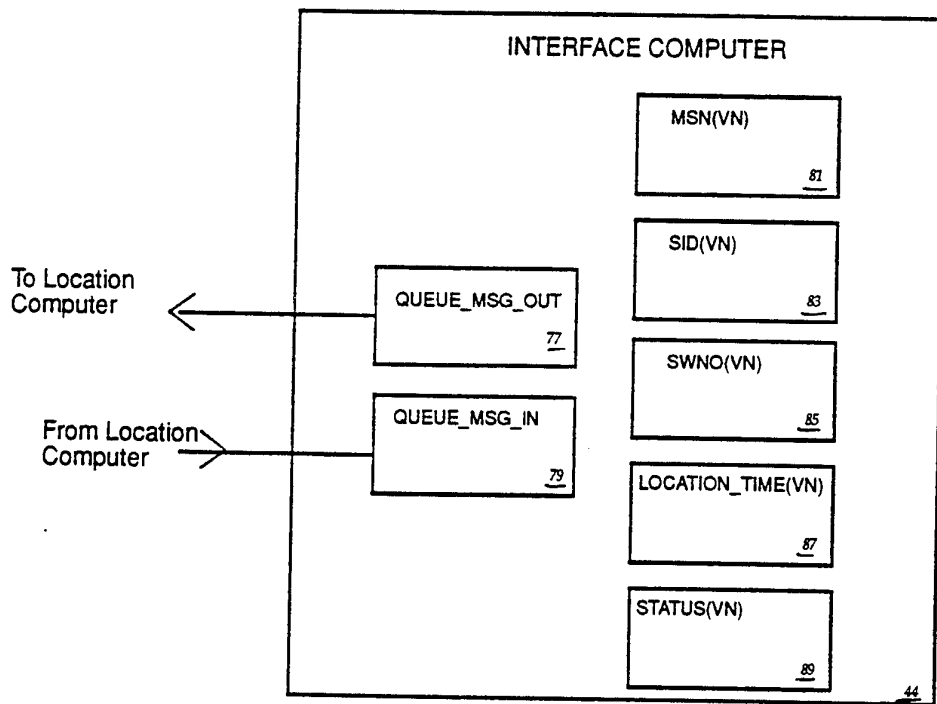 INTERFACE COMPUTER
MSN(VN)
81
SID(VN)
83
To Location
Computer
QUEUE_MSG_OUT
77
SWNO(VN)
85
From Location
Computer
QUEUE_MSG_IN
79
LOCATION_TIME(VN)
87
STATUS(VN)
89
44